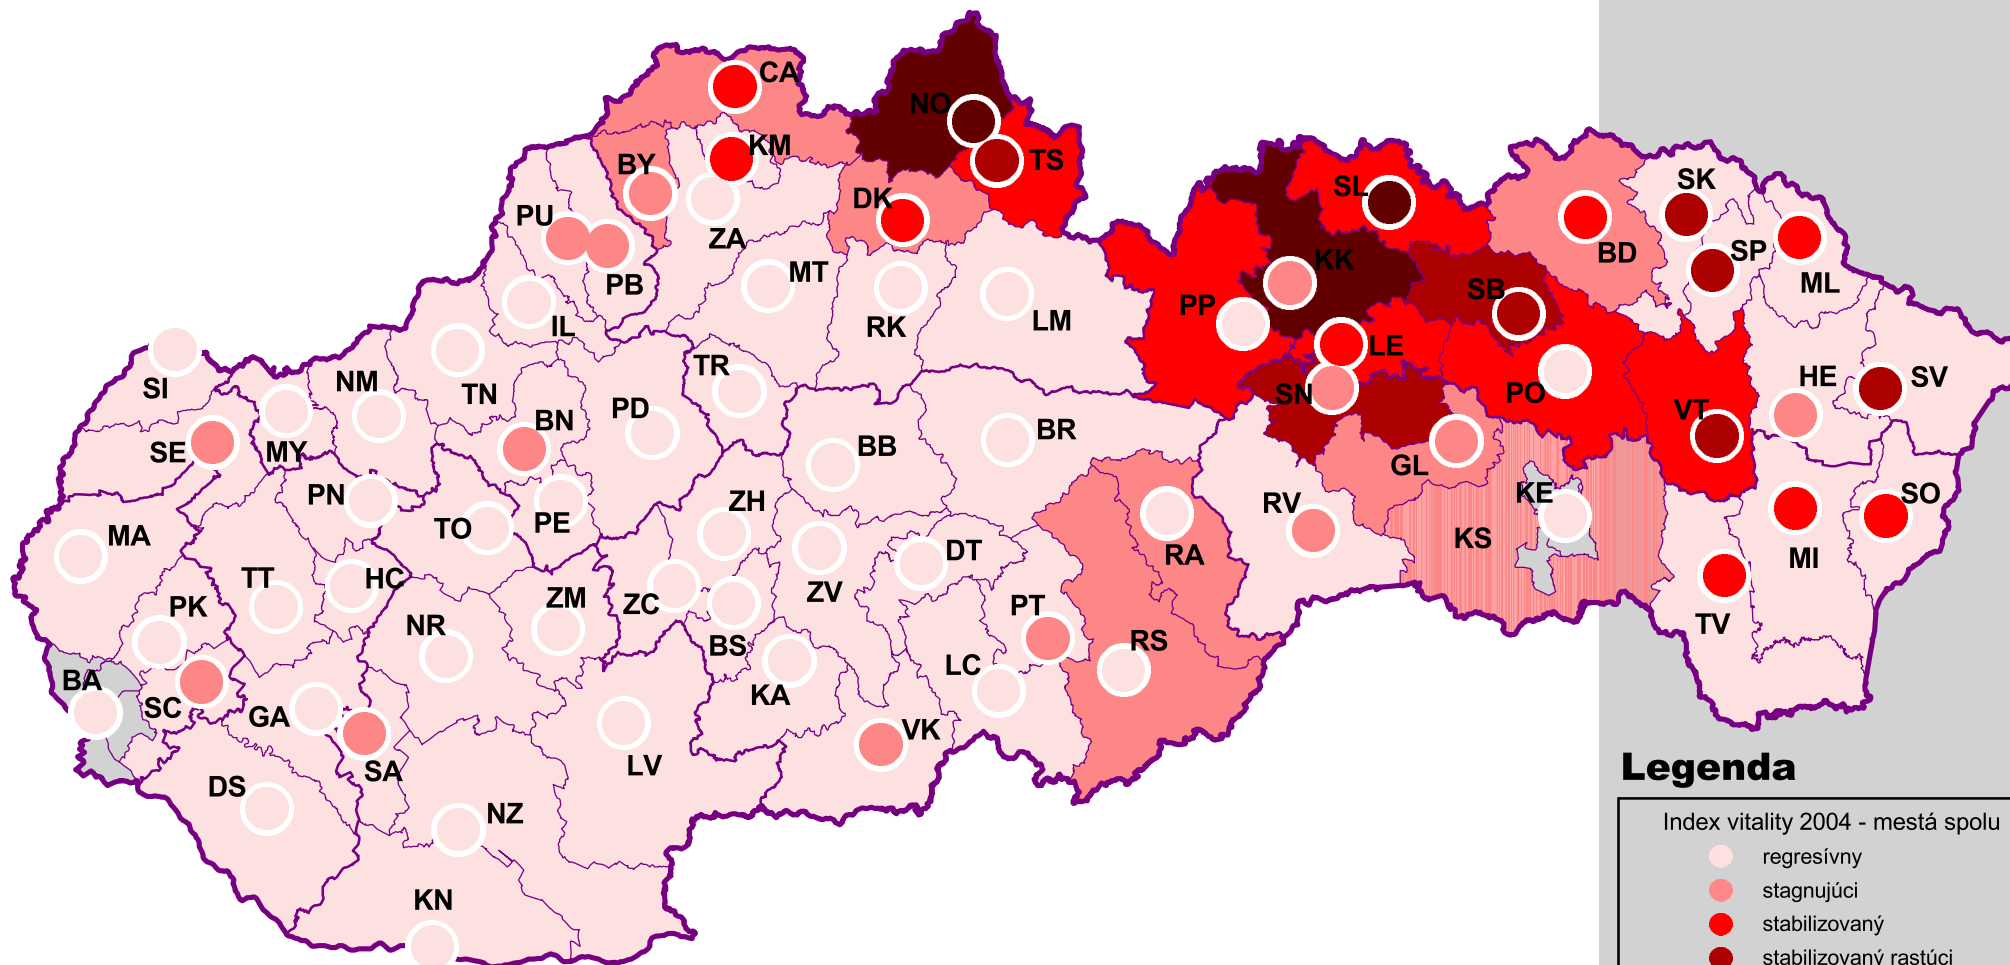 CA
NO
KM
TS
BY
DK
SL
SK
PU
ZA
SP
BD
KK
MT
ML
PB
SB
PP
RK
LM
IL
LE
TR
NM
SI
TN
HE
SV
SN
PO
PD
BN
VT
BR
BB
SE
MY
GL
PN
ZH
KE
SO
RV
PE
TO
MA
KS
DT
RA
MI
TT
HC
ZM
ZC
ZV
PK
PT
NR
TV
RS
BS
LC
BA
KA
SC
GA
VK
SA
LV
DS
NZ
KN
Legenda
Index vitality 2004 - mestá spolu
regresívny
stagnujúci
stabilizovaný
stabilizovaný rastúci